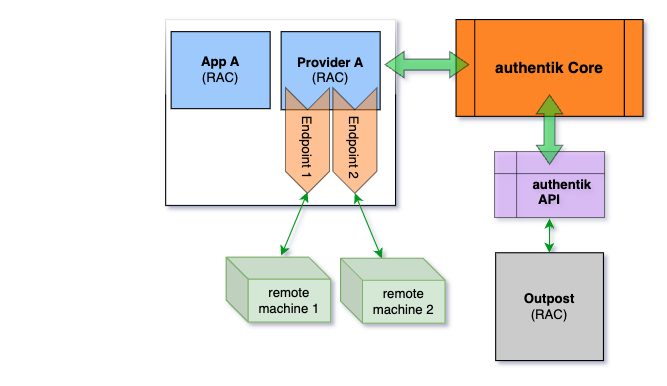 App A
(RAC)
Provider A
(RAC)
authentik Core
Endpoint 1
Endpoint 2
authentik
API
remote
machine 1
remote
machine 2
Outpost
(RAC)